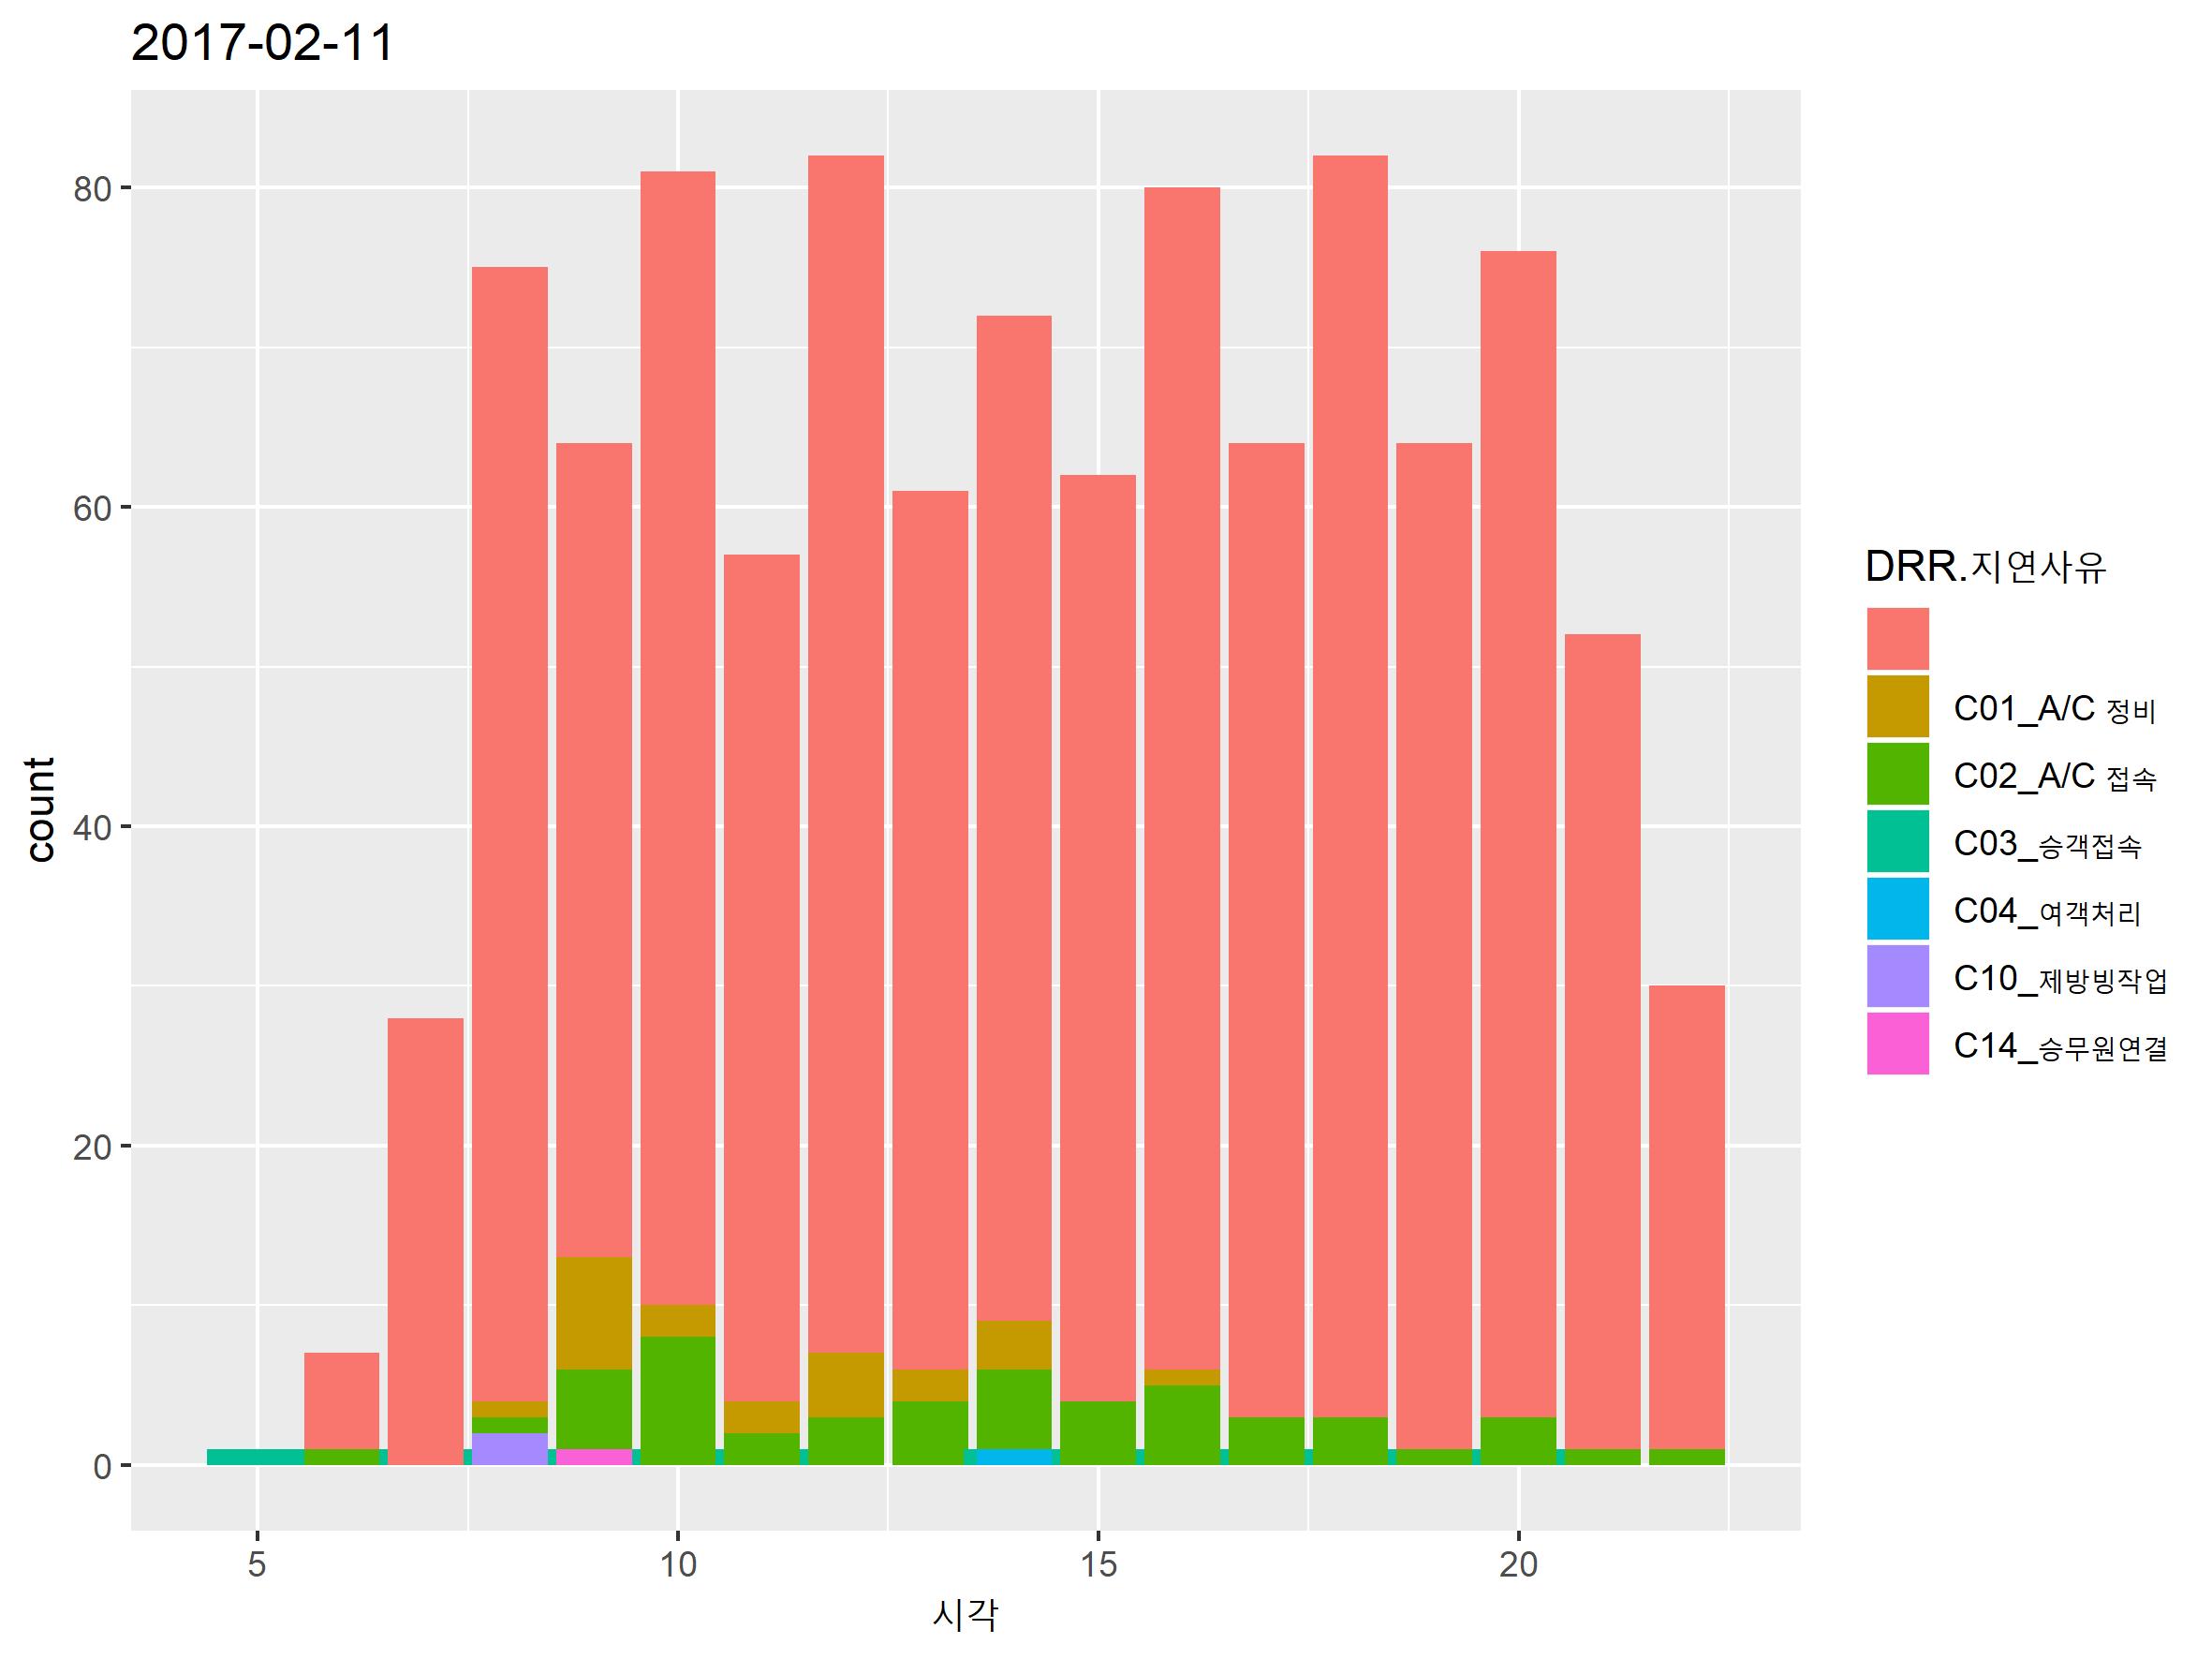 2017-02-11
80
60
40
20
0
count
5 10 15 20
시각
DRR.지연사유
C01_A/C 정비
C02_A/C 접속
C03_승객접속
C04_여객처리
C10_제방빙작업
C14_승무원연결